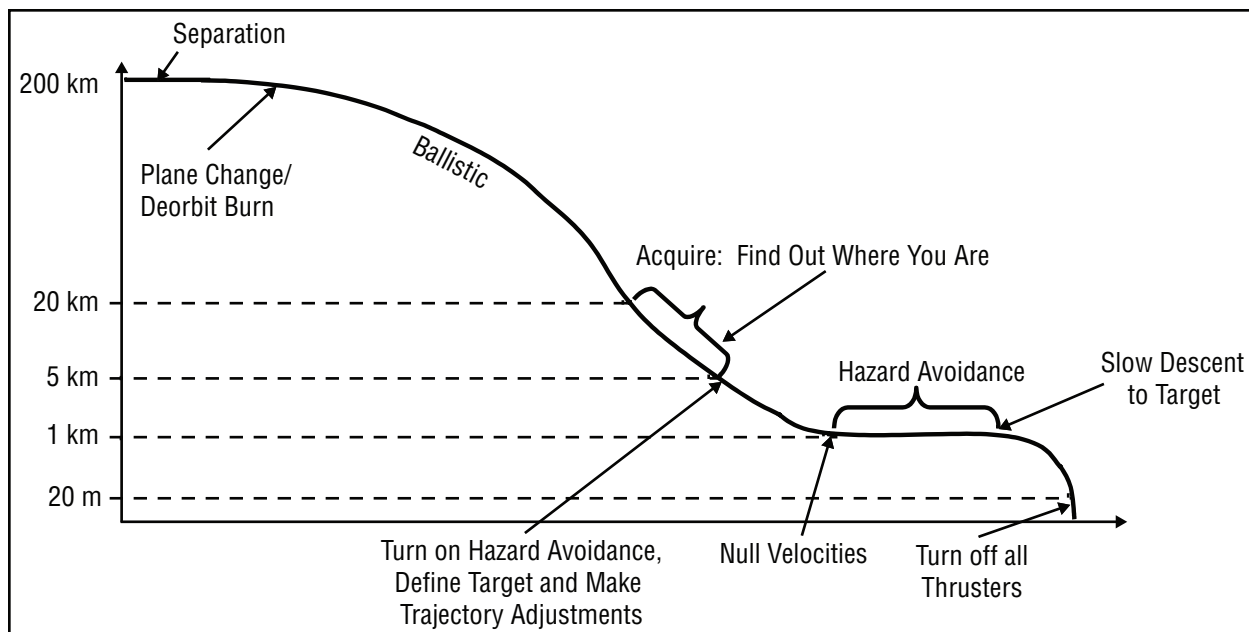 Separation
200 km
Plane Change/
Deorbit Burn
Ballistic
Acquire:  Find Out Where You Are
20 km
5 km
Hazard Avoidance
Slow Descent
to Target
1 km
20 m
Turn on Hazard Avoidance,
Define Target and Make
Trajectory Adjustments
Null Velocities
Turn off all
Thrusters